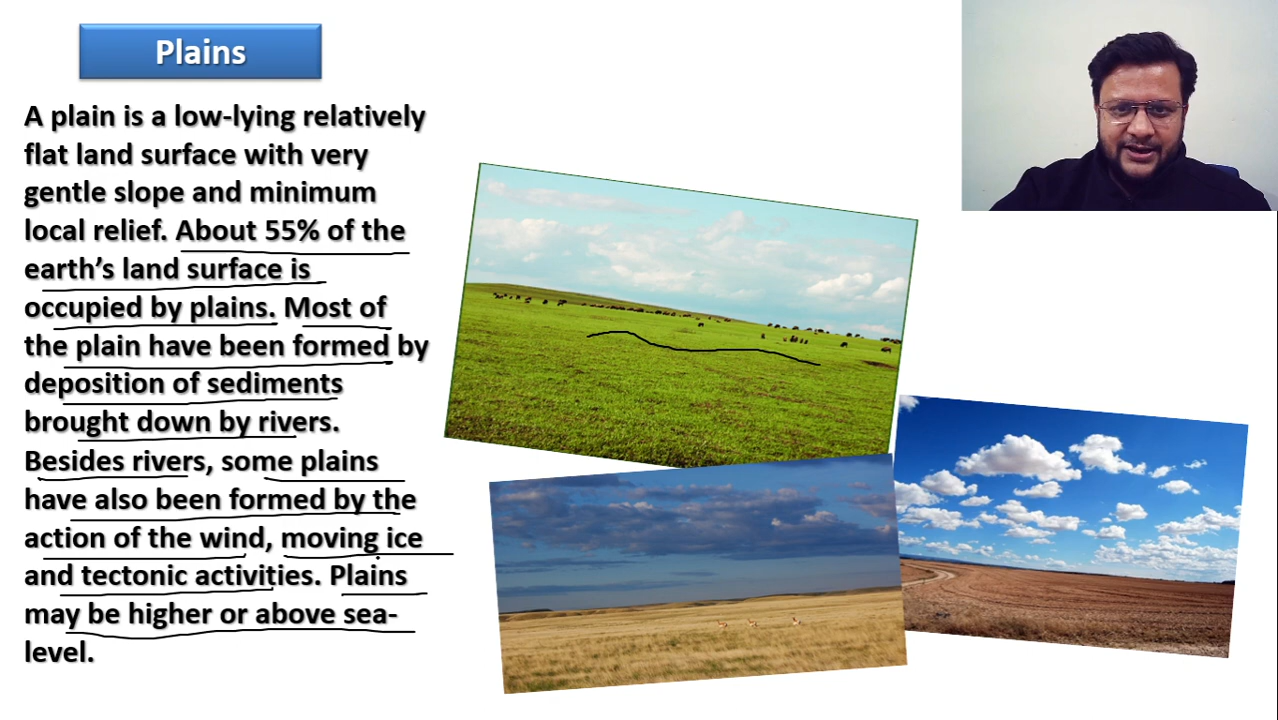 Plains
A plain is a low-lying relatively
flat land surface with very
gentle slope and minimum
local relief. About 55% of the
earth’s land surface is
occupied by plains. Most of
the plain have been formed by
deposition of sediments
brought down by rivers.
Besides rivers, some plains
have also been formed by the
action of the wind, moving ice
and tectonic activities. Plains
may be higher or above sea-
level.